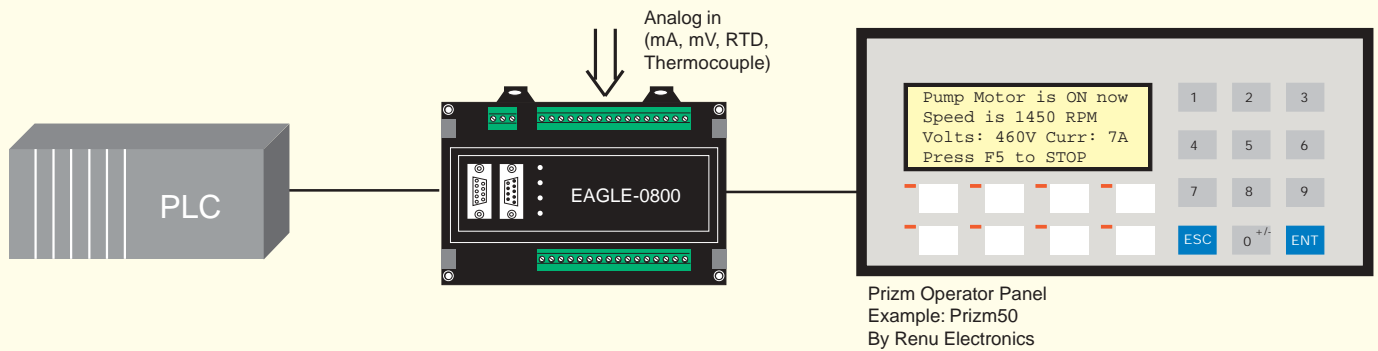 Analog in
(mA, mV, RTD,
Thermocouple)
PLC
EAGLE-0800
Pump Motor is ON now
Speed is 1450 RPM
Volts: 460V Curr: 7A
Press F5 to STOP
1 2 3
4 5 6
7 8 9
ESC 0 +/- ENT
Prizm Operator Panel
Example: Prizm50
By Renu Electronics